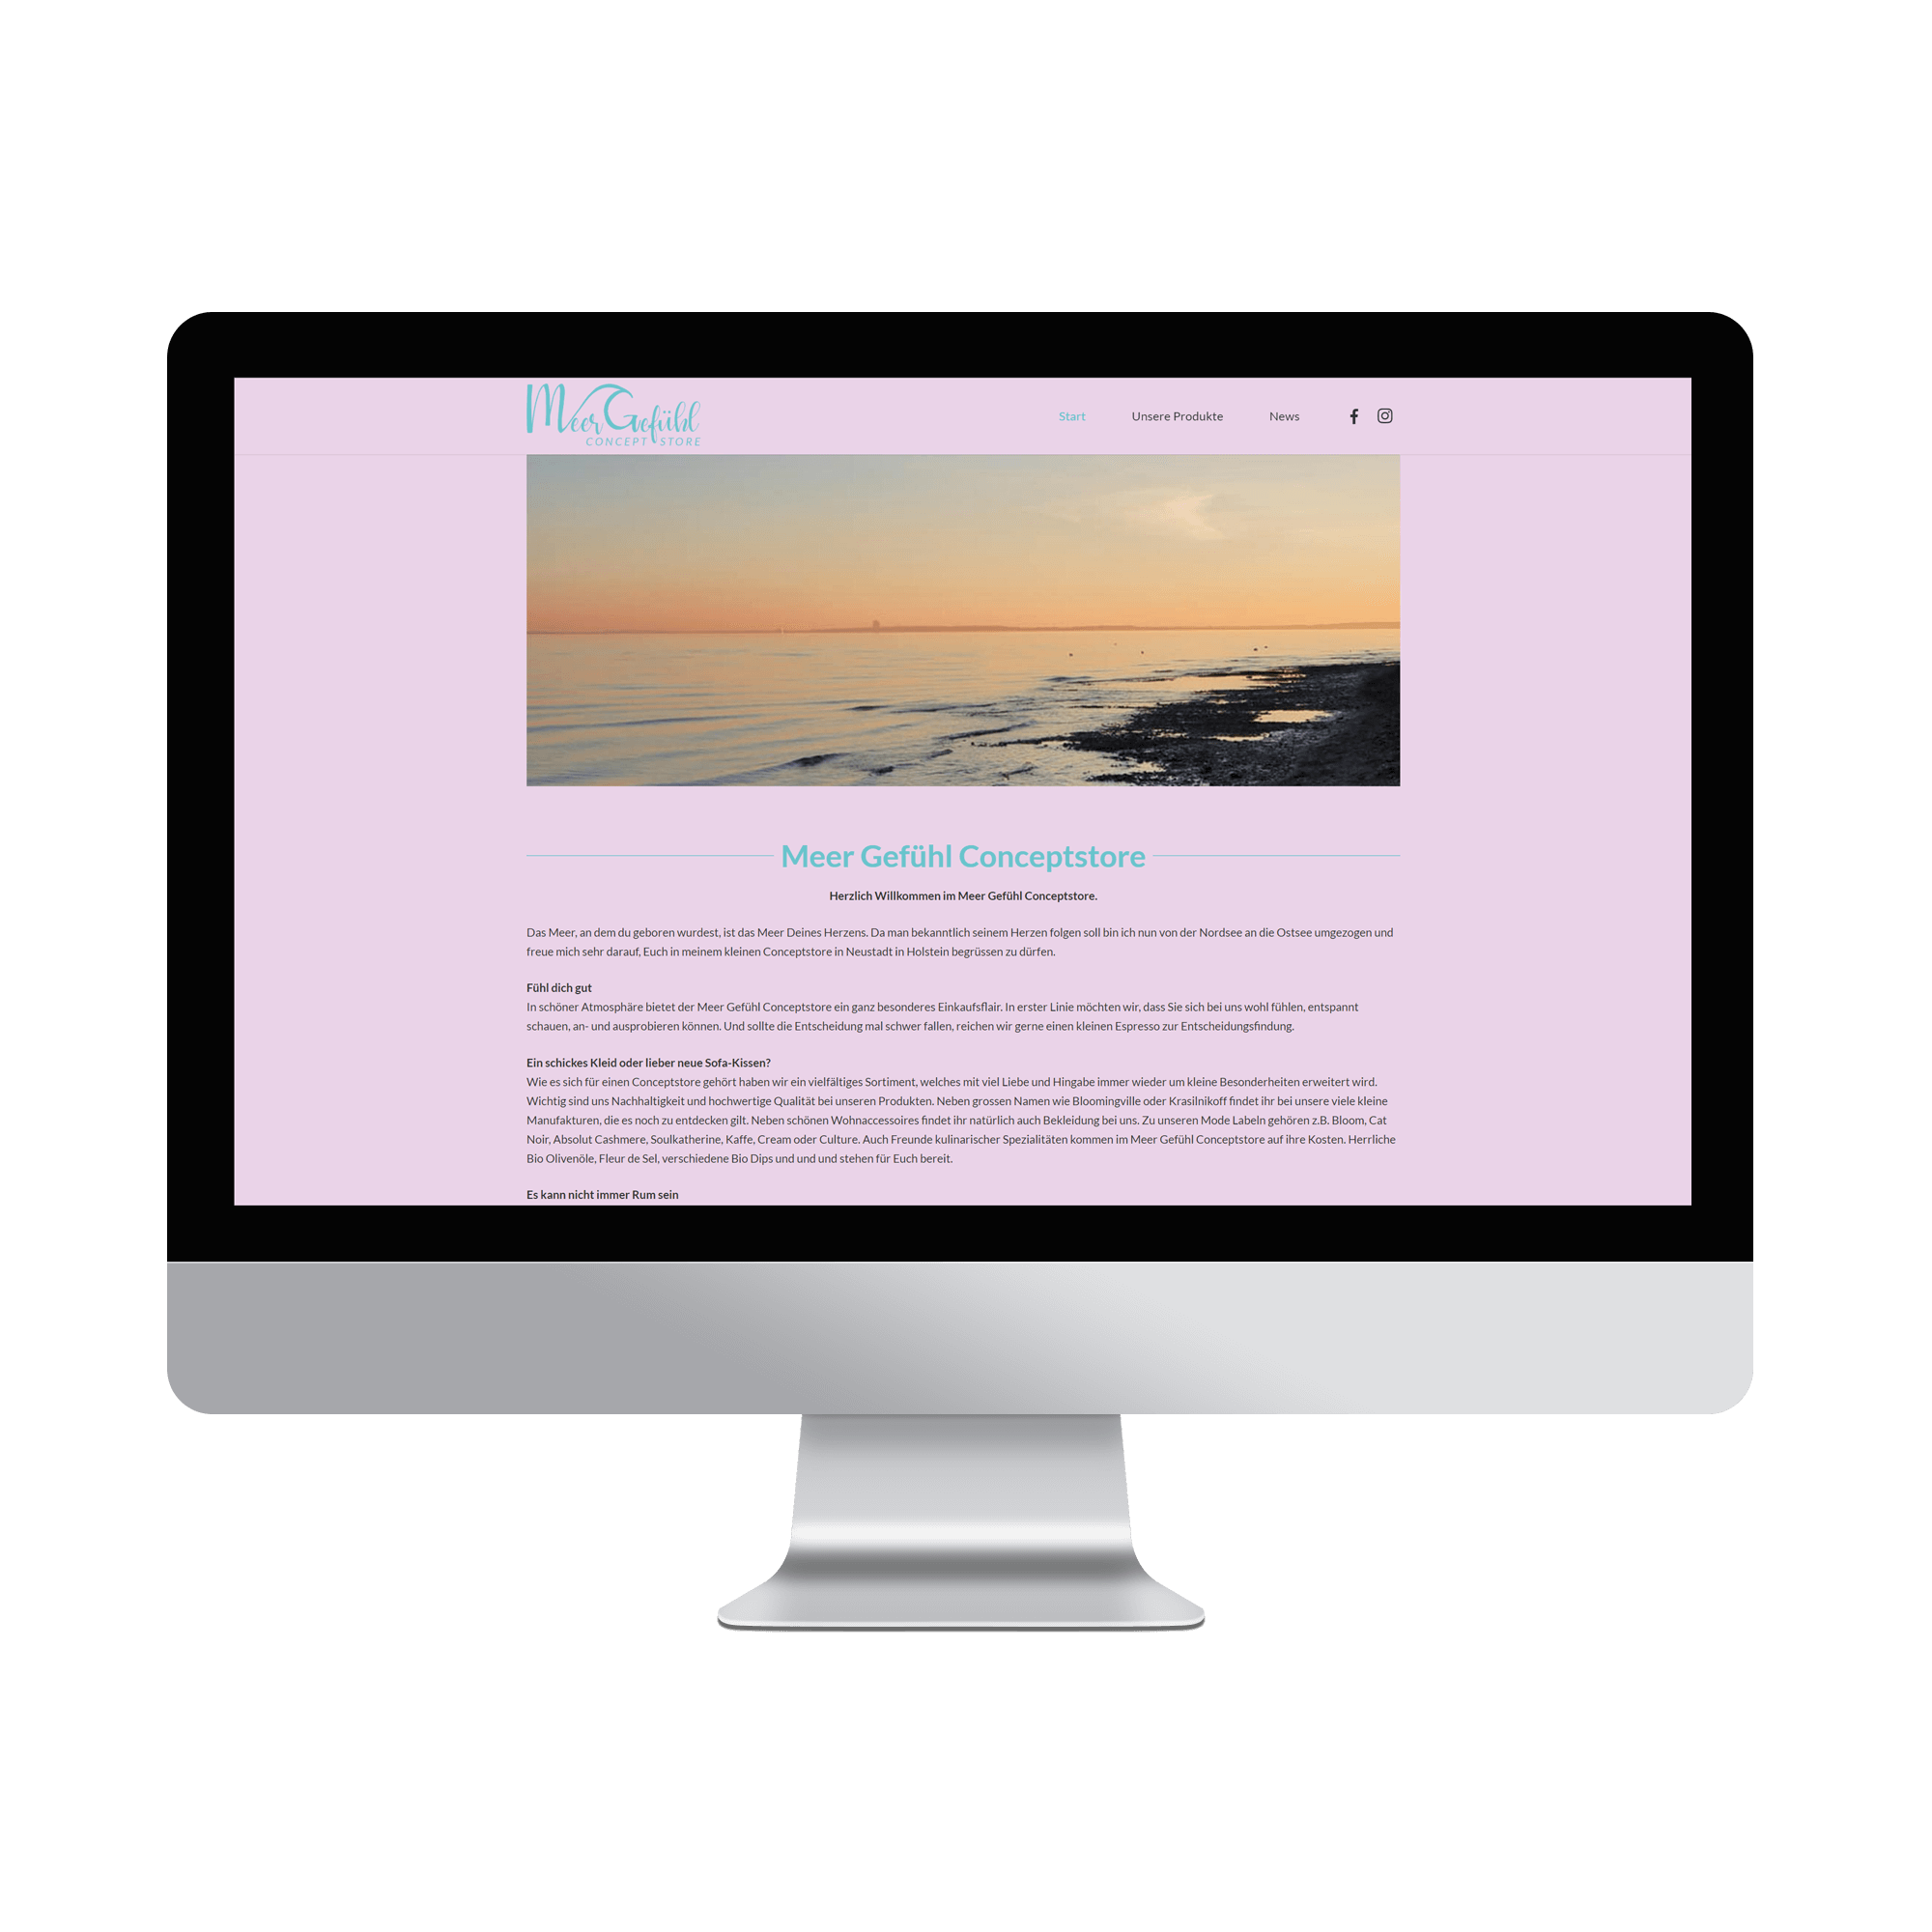 Meer Gefühl
CONCEPT STORE
Start Unsere Produkte News
Meer Gefühl Conceptstore
Herzlich Willkommen im Meer Gefühl Conceptstore.
Das Meer, an dem du geboren wurdest, ist das Meer Deines Herzens. Da man bekanntlich seinem Herzen folgen soll bin ich nun von der Nordsee an die Ostsee umgezogen und
freue mich sehr darauf, Euch in meinem kleinen Conceptstore in Neustadt in Holstein begrüssen zu dürfen.
Fühl dich gut
In schöner Atmosphäre bietet der Meer Gefühl Conceptstore ein ganz besonderes Einkaufsflair. In erster Linie möchten wir, dass Sie sich bei uns wohl fühlen, entspannt
schauen, an- und ausprobieren können. Und sollte die Entscheidung mal schwer fallen, reichen wir gerne einen kleinen Espresso zur Entscheidungsfindung.
Ein schickes Kleid oder lieber neue Sofa-Kissen?
Wie es sich für einen Conceptstore gehört haben wir ein vielfältiges Sortiment, welches mit viel Liebe und Hingabe immer wieder um kleine Besonderheiten erweitert wird.
Wichtig sind uns Nachhaltigkeit und hochwertige Qualität bei unseren Produkten. Neben grossen Namen wie Bloomingville oder Krasilnikoff findet ihr bei unsere viele kleine
Manufakturen, die es noch zu entdecken gilt. Neben schönen Wohnaccessoires findet ihr natürlich auch Bekleidung bei uns. Zu unseren Mode Labeln gehören z.B. Bloom, Cat
Noir, Absolut Cashmere, Soulkatherine, Kaffe, Cream oder Culture. Auch Freunde kulinarischer Spezialitäten kommen im Meer Gefühl Conceptstore auf ihre Kosten. Herrliche
Bio Olivenöle, Fleur de Sel, verschiedene Bio Dips und und und stehen für Euch bereit.
Es kann nicht immer Rum sein